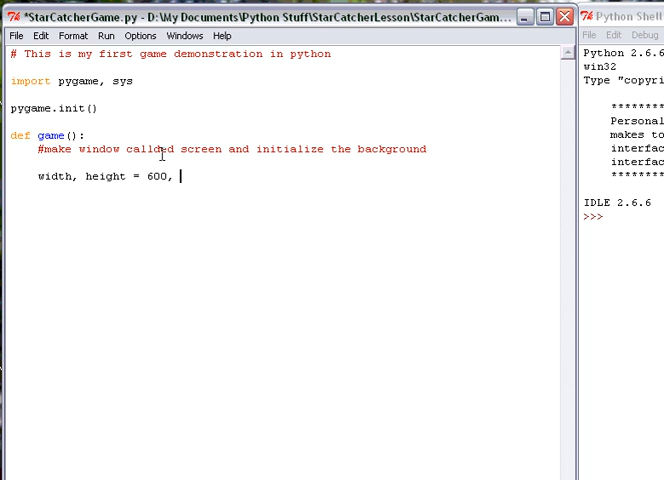 *StarCatcherGame.py - D:\My Documents\Python Stuff\StarCatcherLesson\StarCatcherGam...
File Edit Format Run Options Windows Help
# This is my first game demonstration in python
import pygame, sys
pygame.init()
def game():
#make window callded screen and initialize the background
width, height = 600,
Python Shell
File Edit Debug
Python 2.6.6
win32
Type "copyri
********
Personal
makes to
interfac
interfac
********
IDLE 2.6.6
>>>